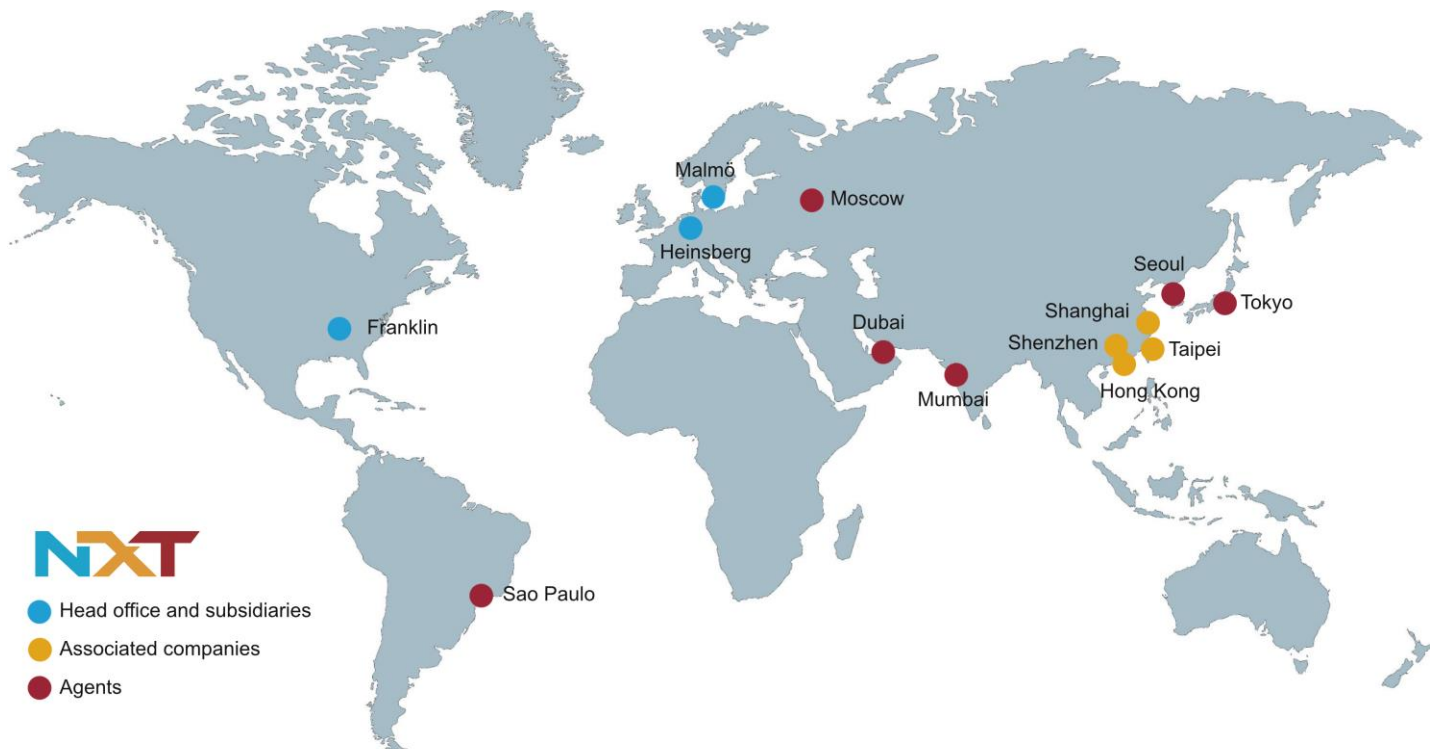 Malmö
Moscow
Heinsberg
Seoul
Franklin
Shanghai
Tokyo
Dubai
Shenzhen
Taipei
Mumbai
Hong Kong
NXT
Sao Paulo
Head office and subsidiaries
Associated companies
Agents